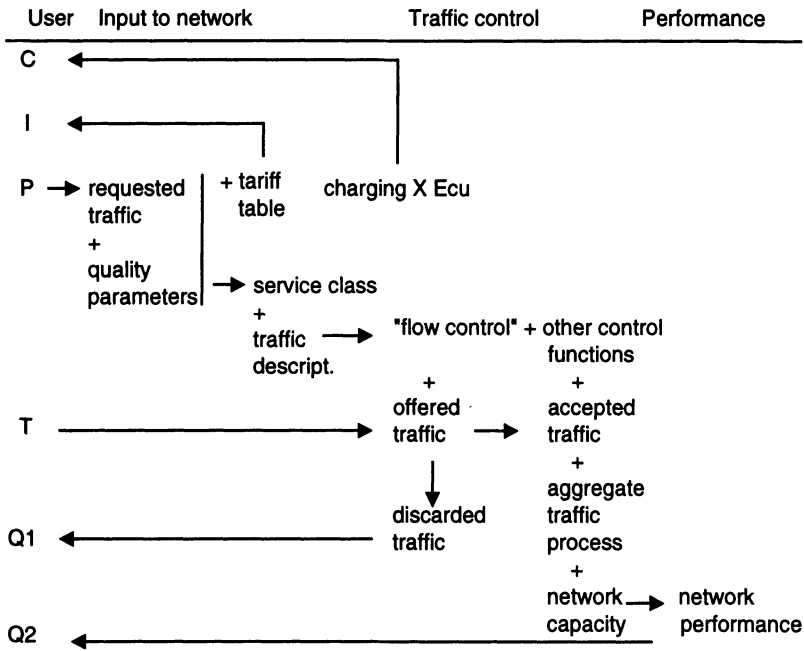 User Input to network Traffic control Performance
C
I
P requested + tariff charging X Ecu
traffic table
+
quality
parameters service class
+
traffic "flow control" + other control
descript. functions
+ +
offered accepted
T traffic traffic
+
aggregate
discarded traffic
Q1 traffic process
+
network network
Q2 capacity performance